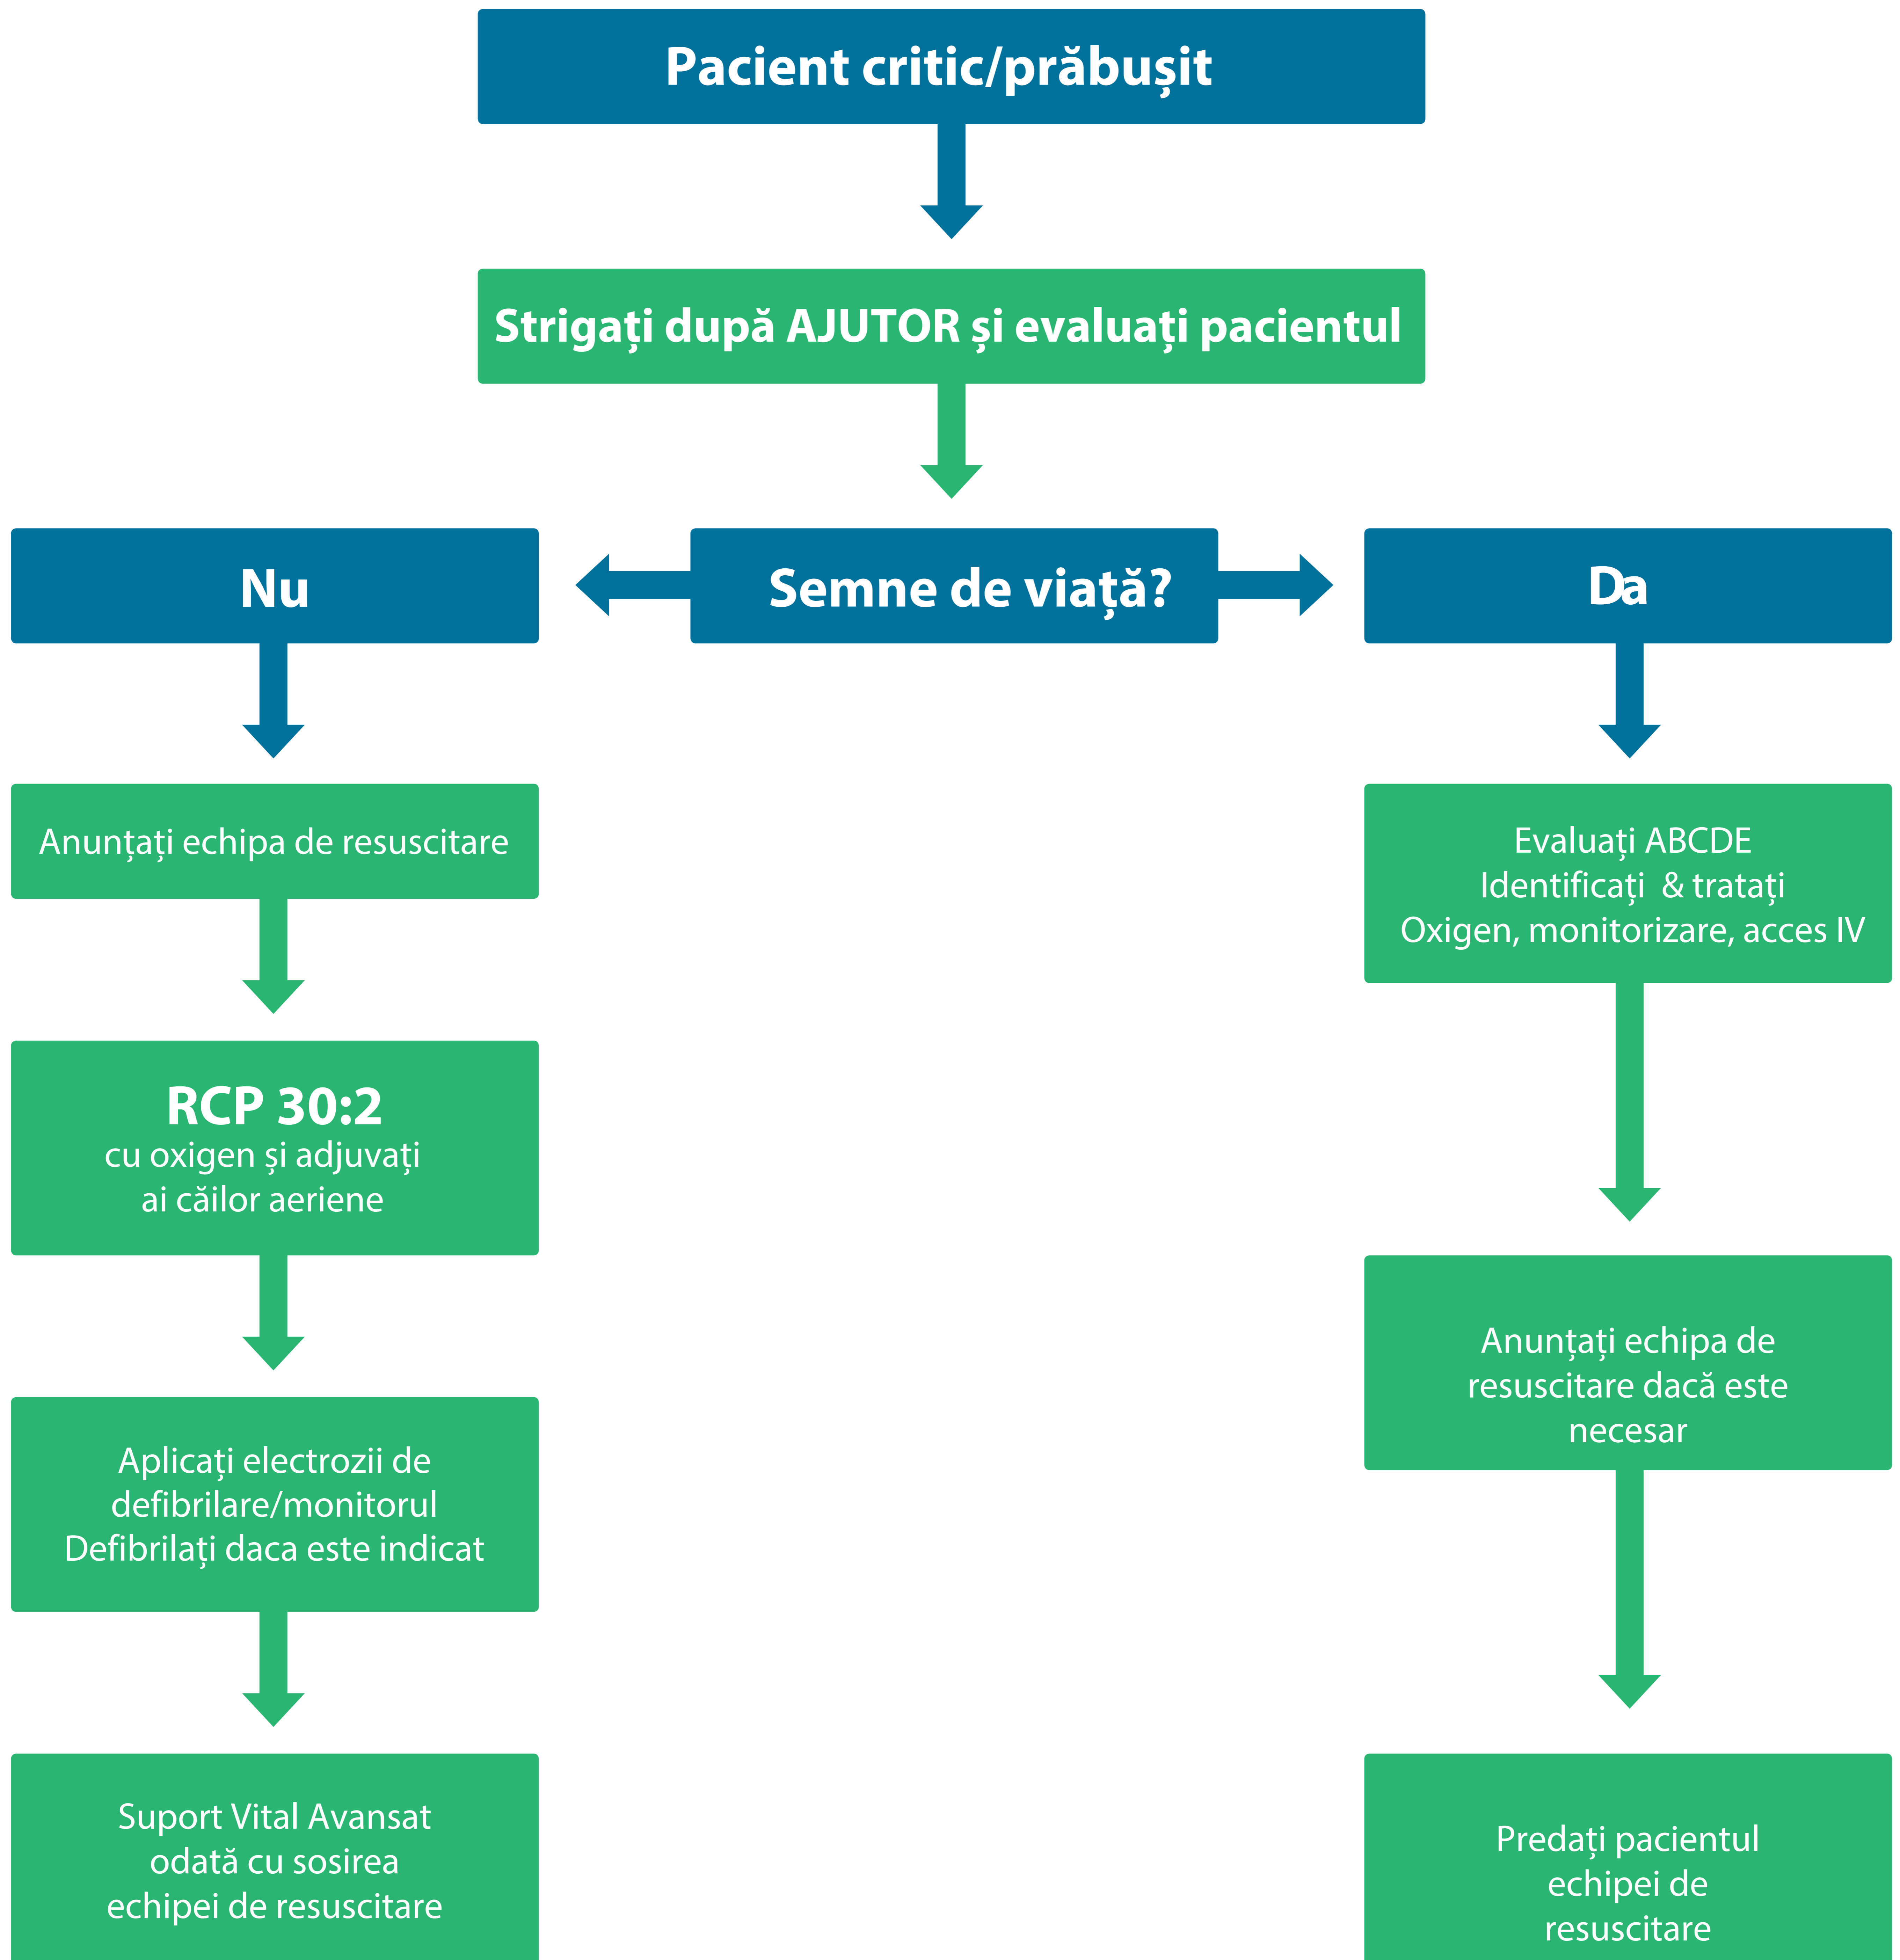 Pacient critic/prăbușit
Strigați după AJUTOR și evaluați pacientul
Nu
Semne de viață?
Da
Anunțați echipa de resuscitare
RCP 30:2
cu oxigen și adjuvați
ai căilor aeriene
Aplicați electrozii de
defibrilare/monitorul
Defibrilați daca este indicat
Suport Vital Avansat
odată cu sosirea
echipei de resuscitare
Evaluați ABCDE
Identificați & tratați
Oxigen, monitorizare, acces IV
Anunțați echipa de
resuscitare dacă este
necesar
Predați pacientul
echipei de
resuscitare